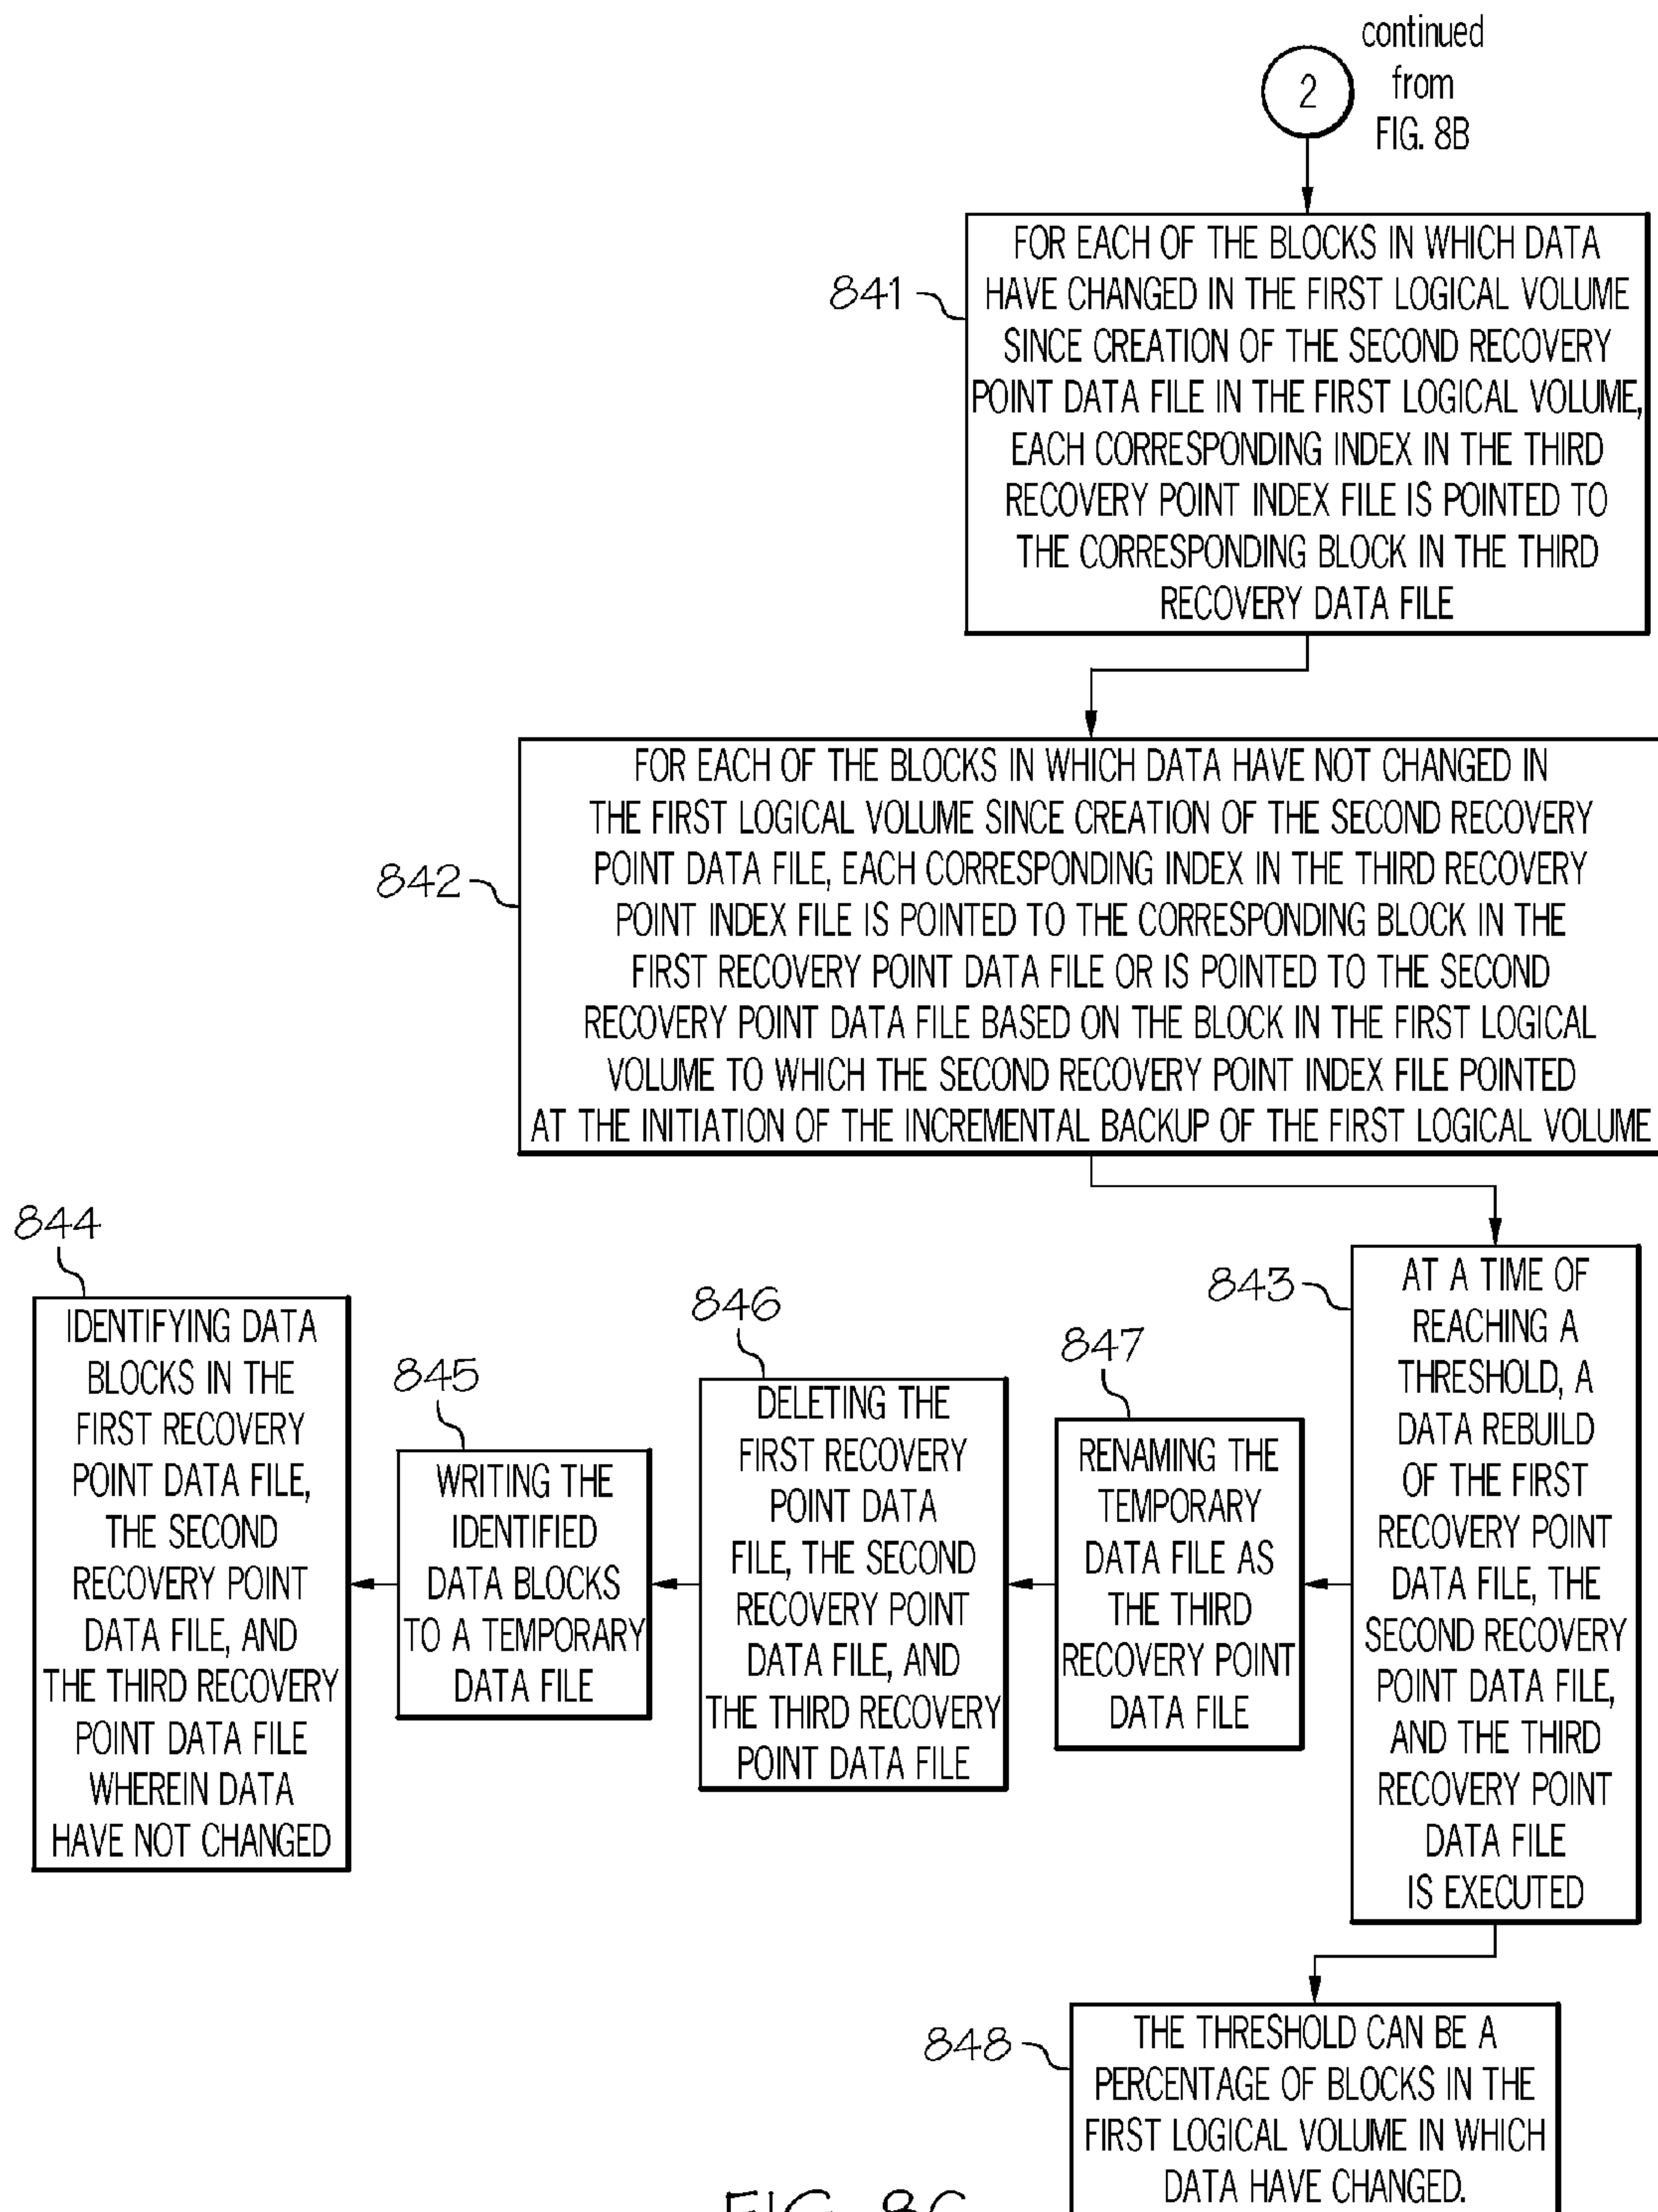 continued
from
FIG. 8B
2
841
FOR EACH OF THE BLOCKS IN WHICH DATA
HAVE CHANGED IN THE FIRST LOGICAL VOLUME
SINCE CREATION OF THE SECOND RECOVERY
POINT DATA FILE IN THE FIRST LOGICAL VOLUME,
EACH CORRESPONDING INDEX IN THE THIRD
RECOVERY POINT INDEX FILE IS POINTED TO
THE CORRESPONDING BLOCK IN THE THIRD
RECOVERY DATA FILE
842
FOR EACH OF THE BLOCKS IN WHICH DATA HAVE NOT CHANGED IN
THE FIRST LOGICAL VOLUME SINCE CREATION OF THE SECOND RECOVERY
POINT DATA FILE, EACH CORRESPONDING INDEX IN THE THIRD RECOVERY
POINT INDEX FILE IS POINTED TO THE CORRESPONDING BLOCK IN THE
FIRST RECOVERY POINT DATA FILE OR IS POINTED TO THE SECOND
RECOVERY POINT DATA FILE BASED ON THE BLOCK IN THE FIRST LOGICAL
VOLUME TO WHICH THE SECOND RECOVERY POINT INDEX FILE POINTED
AT THE INITIATION OF THE INCREMENTAL BACKUP OF THE FIRST LOGICAL VOLUME
844
IDENTIFYING DATA
BLOCKS IN THE
FIRST RECOVERY
POINT DATA FILE,
THE SECOND
RECOVERY POINT
DATA FILE, AND
THE THIRD RECOVERY
POINT DATA FILE
WHEREIN DATA
HAVE NOT CHANGED
845
WRITING THE
IDENTIFIED
DATA BLOCKS
TO A TEMPORARY
DATA FILE
846
DELETING THE
FIRST RECOVERY
POINT DATA
FILE, THE SECOND
RECOVERY POINT
DATA FILE, AND
THE THIRD RECOVERY
POINT DATA FILE
847
RENAMING THE
TEMPORARY
DATA FILE AS
THE THIRD
RECOVERY POINT
DATA FILE
843
AT A TIME OF
REACHING A
THRESHOLD, A
DATA REBUILD
OF THE FIRST
RECOVERY POINT
DATA FILE, THE
SECOND RECOVERY
POINT DATA FILE,
AND THE THIRD
RECOVERY POINT
DATA FILE
IS EXECUTED
848
THE THRESHOLD CAN BE A
PERCENTAGE OF BLOCKS IN THE
FIRST LOGICAL VOLUME IN WHICH
DATA HAVE CHANGED.
FIG. 8C